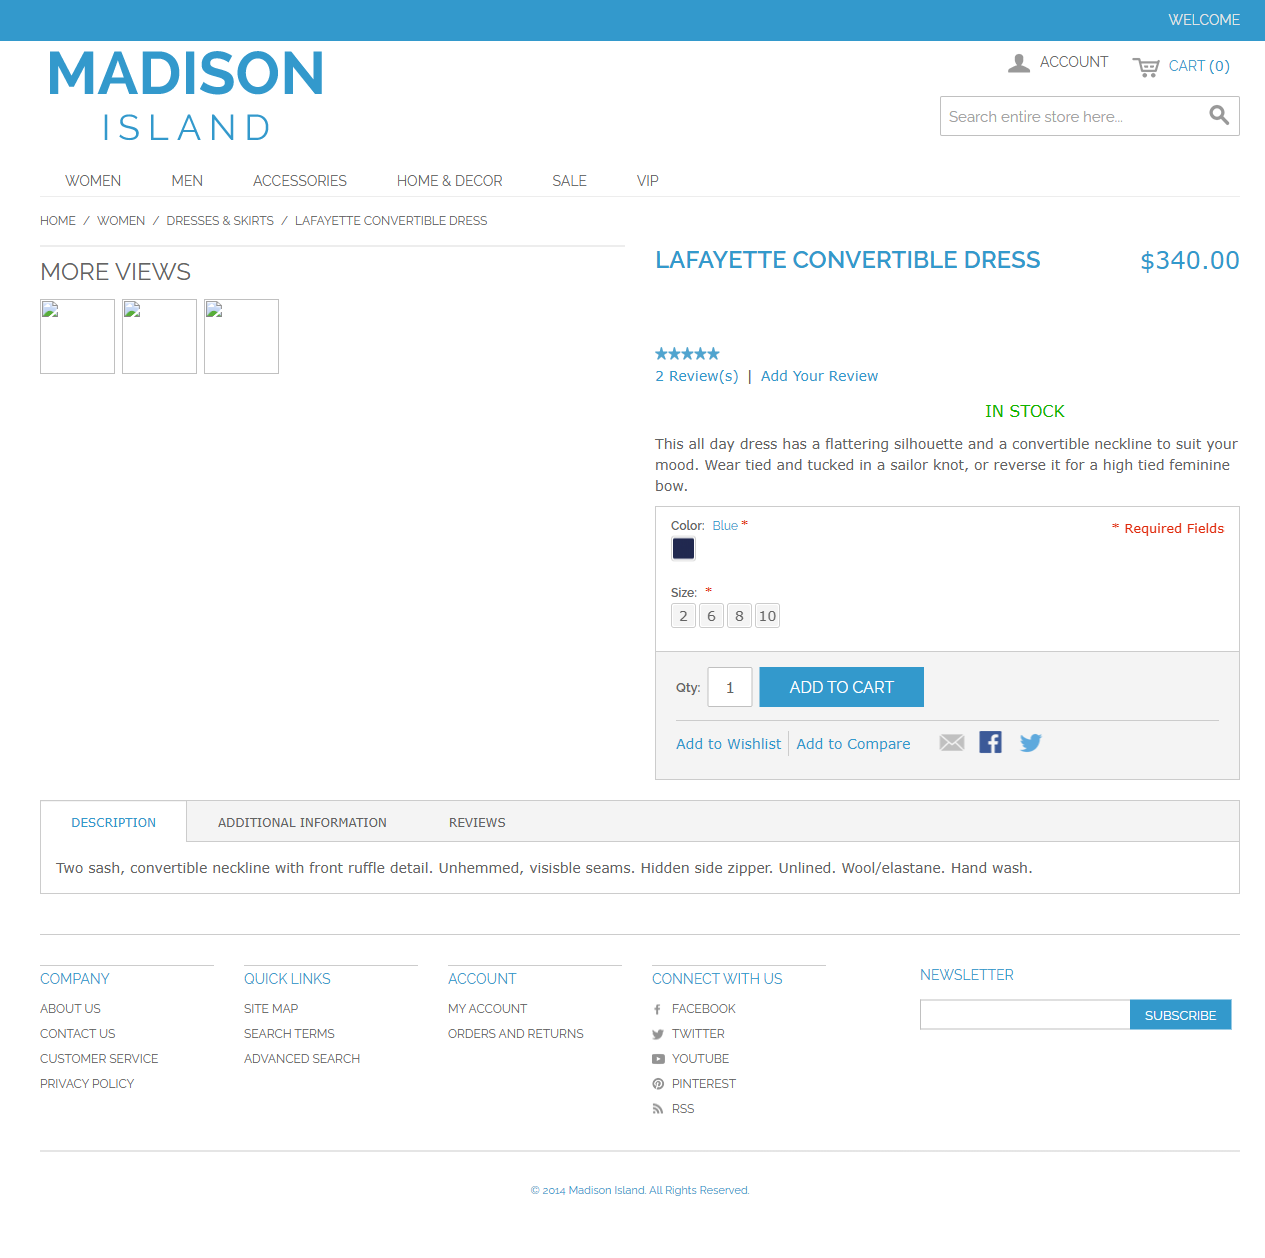 WELCOME
MADISON
ISLAND
ACCOUNT
CART (0)
Search entire store here...
WOMEN
MEN
ACCESSORIES
HOME & DECOR
SALE
VIP
HOME / WOMEN / DRESSES & SKIRTS / LAFAYETTE CONVERTIBLE DRESS
MORE VIEWS
LAFAYETTE CONVERTIBLE DRESS
$340.00
2 Review(s) | Add Your Review
IN STOCK
This all day dress has a flattering silhouette and a convertible neckline to suit your
mood. Wear tied and tucked in a sailor knot, or reverse it for a high tied feminine
bow.
Color: Blue *
* Required Fields
Size: *
2 6 8 10
Qty: 1 ADD TO CART
Add to Wishlist
Add to Compare
DESCRIPTION
ADDITIONAL INFORMATION
REVIEWS
Two sash, convertible neckline with front ruffle detail. Unhemmed, visisble seams. Hidden side zipper. Unlined. Wool/elastane. Hand wash.
COMPANY
ABOUT US
CONTACT US
CUSTOMER SERVICE
PRIVACY POLICY
QUICK LINKS
SITE MAP
SEARCH TERMS
ADVANCED SEARCH
ACCOUNT
MY ACCOUNT
ORDERS AND RETURNS
CONNECT WITH US
FACEBOOK
TWITTER
YOUTUBE
PINTEREST
RSS
NEWSLETTER
SUBSCRIBE
© 2014 Madison Island. All Rights Reserved.